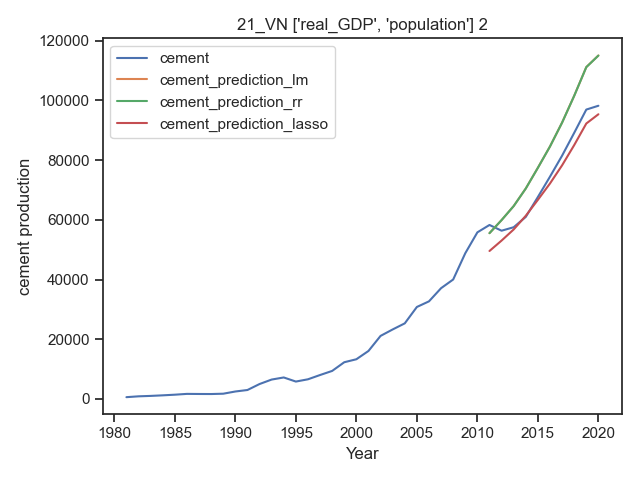 21_VN ['real_GDP', 'population'] 2
120000
100000
80000
60000
40000
20000
0
cement production
cement
cement_prediction_lm
cement_prediction_rr
cement_prediction_lasso
1980 1985 1990 1995 2000 2005 2010 2015 2020
Year